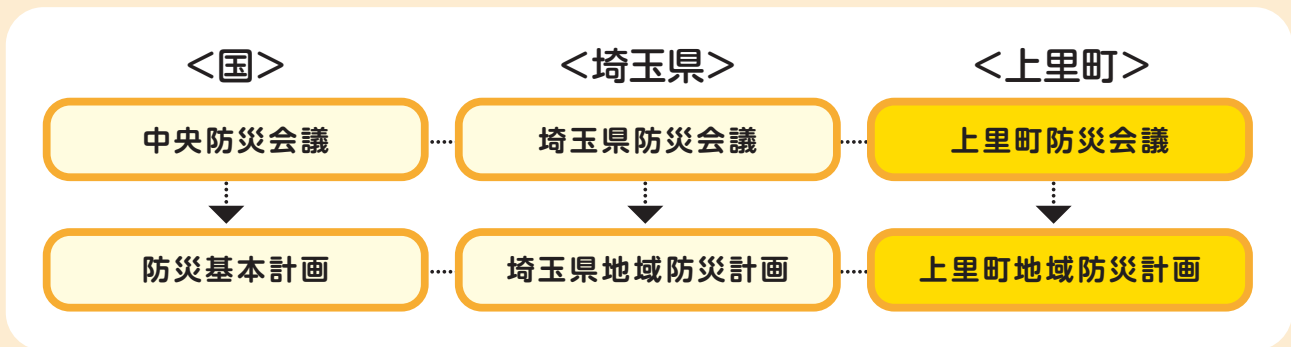 <国>
<埼玉県>
<上里町>
中央防災会議
埼玉県防災会議
上里町防災会議
防災基本計画
埼玉県地域防災計画
上里町地域防災計画